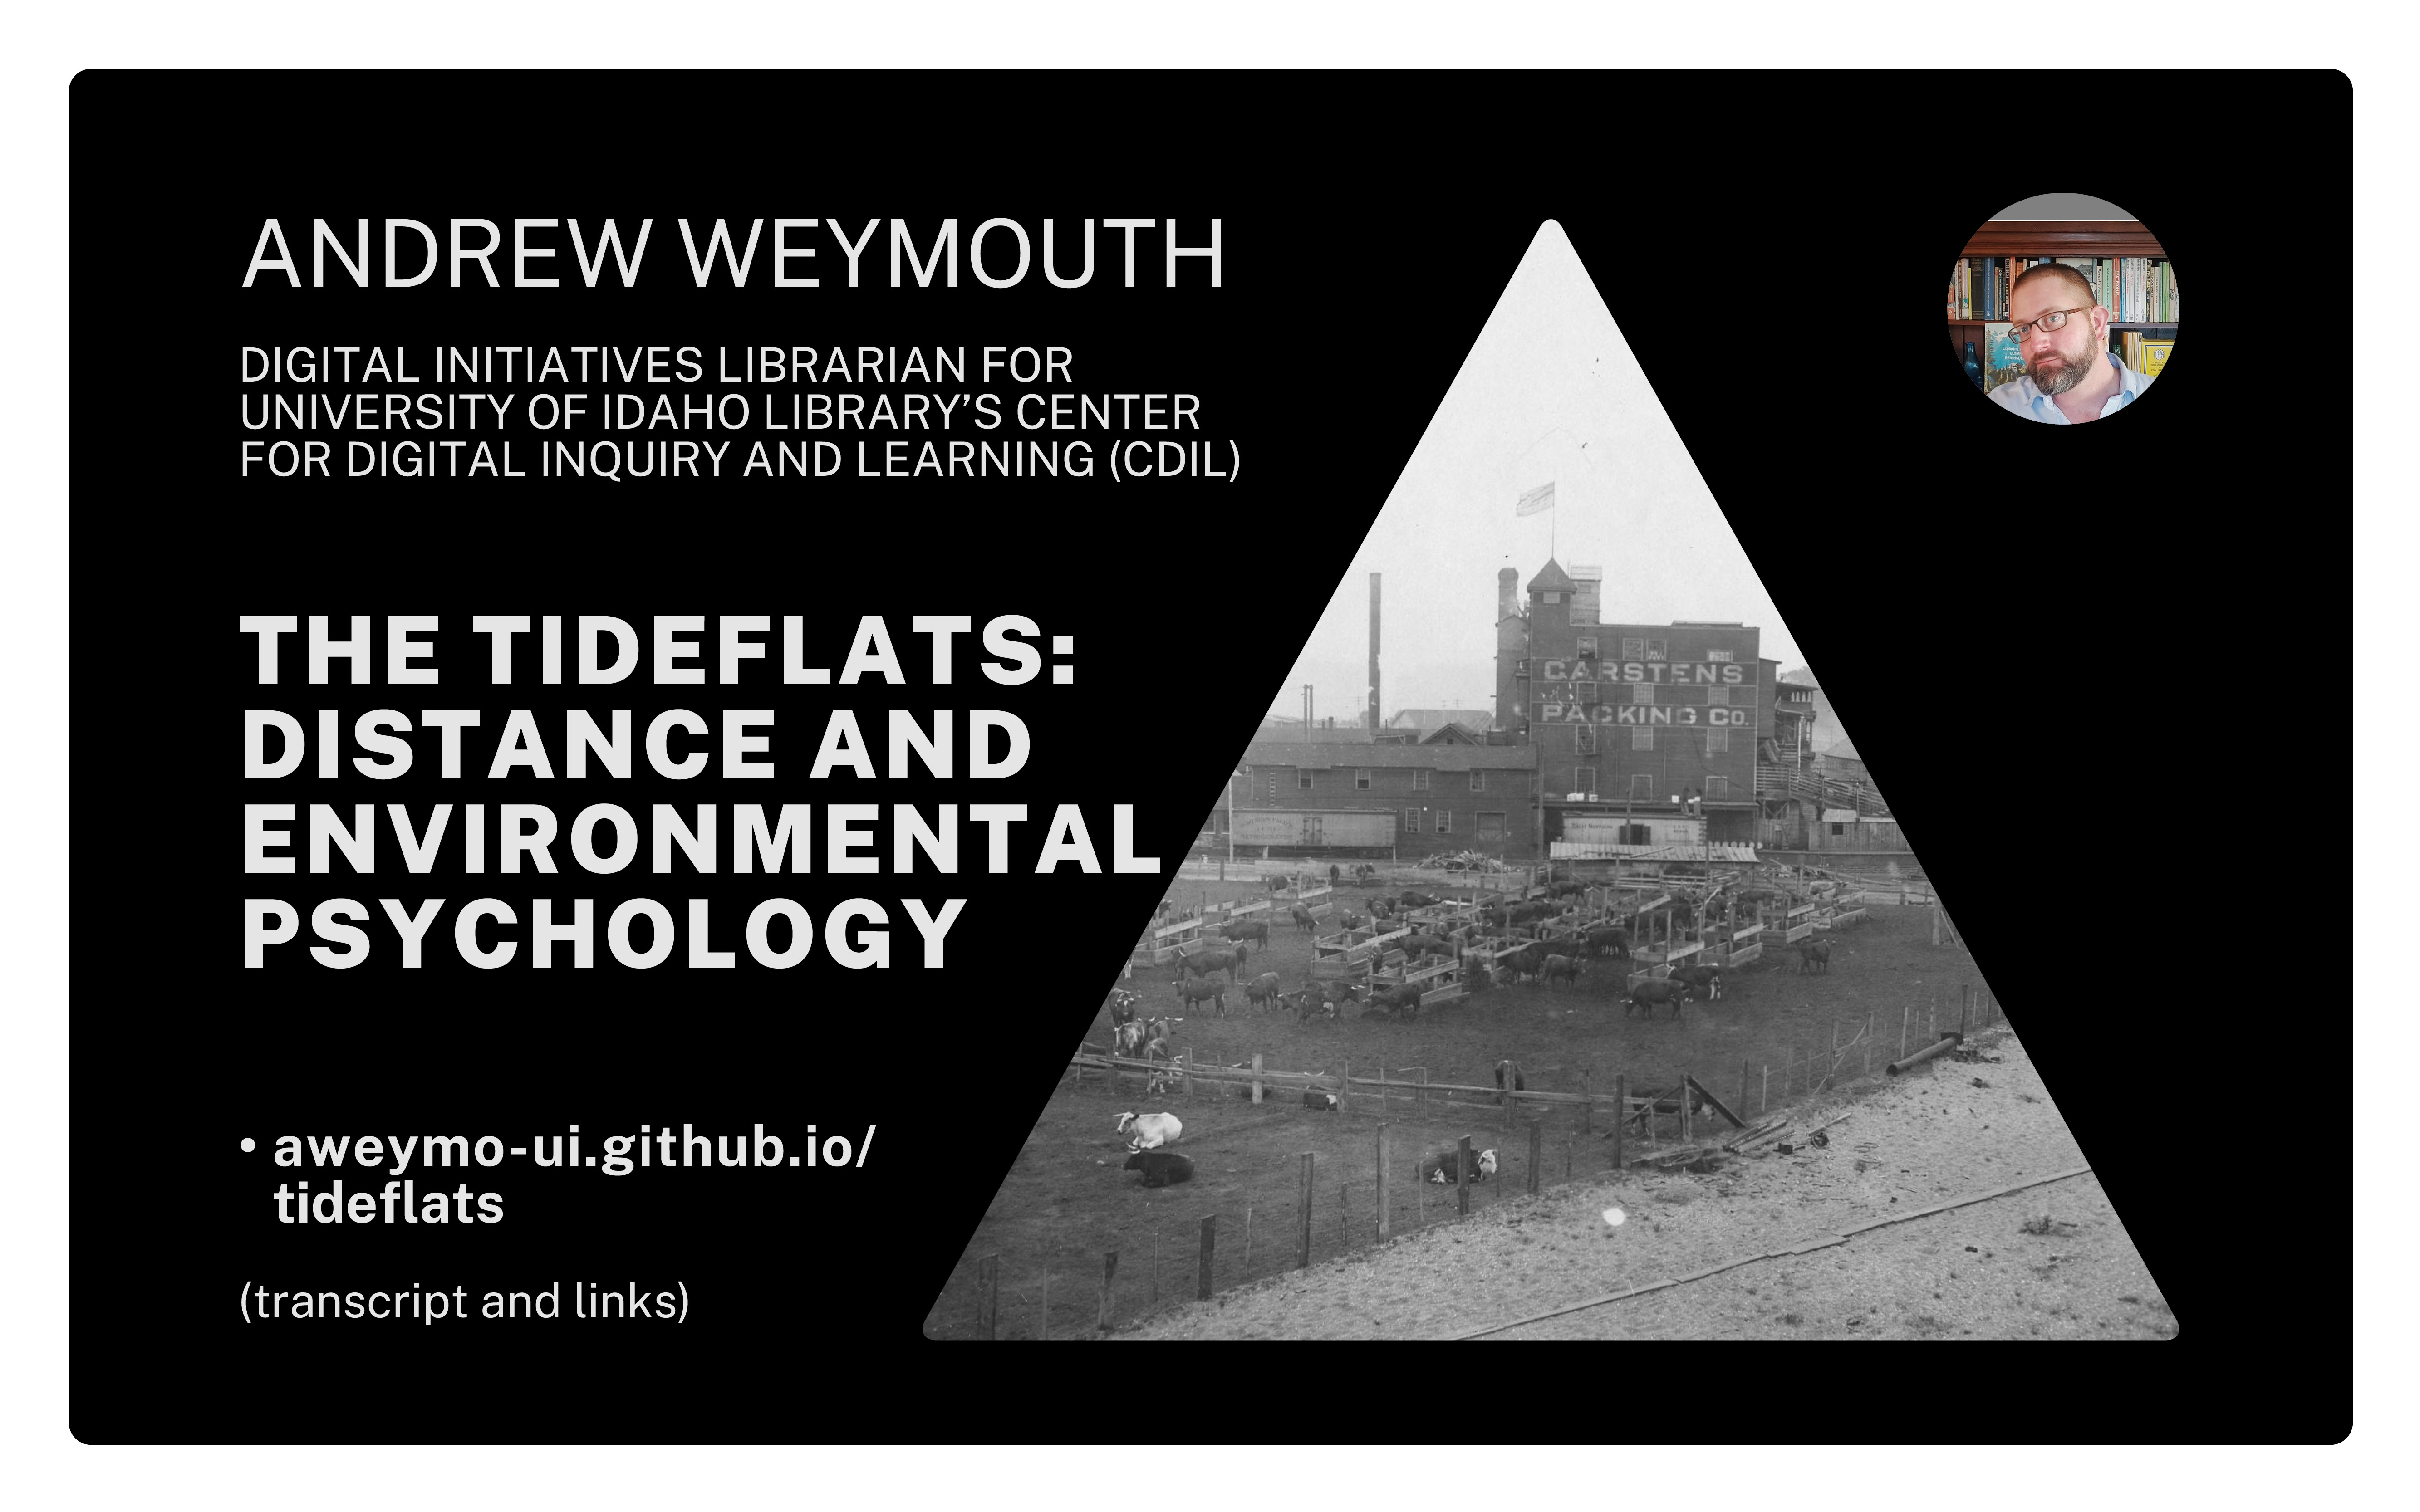 ANDREW WEYMOUTH
DIGITAL INITIATIVES LIBRARIAN FOR
UNIVERSITY OF IDAHO LIBRARY’S CENTER
FOR DIGITAL INQUIRY AND LEARNING (CDIL)
THE TIDEFLATS:
DISTANCE AND
ENVIRONMENTAL
PSYCHOLOGY
• aweymo-ui.github.io/
tideflats
(transcript and links)
CARSTENS
PACKING CO.